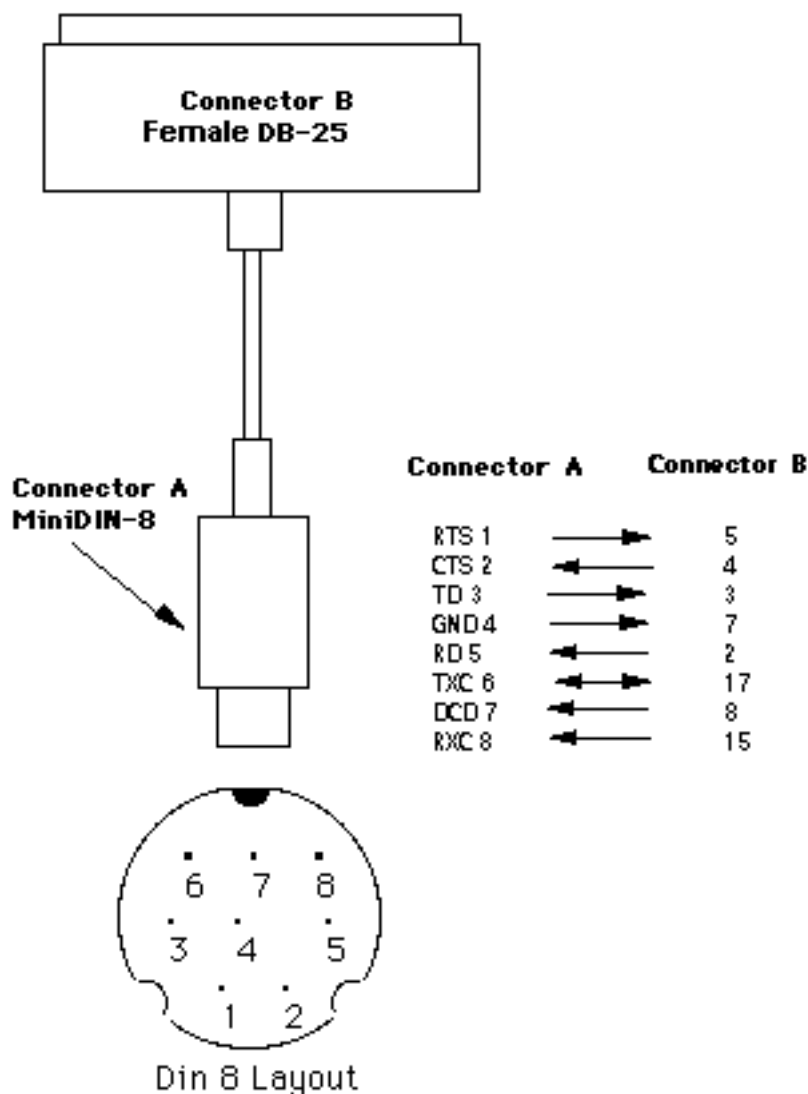 Connector B
Female DB-25
Connector A
MiniDIN-8
Connector A Connector B
RTS 1 5
CTS 2 4
TD 3 3
GND 4 7
RD 5 2
TXC 6 17
DCD 7 8
RXC 8 15
6 7 8
3 4 5
1 2
Din 8 Layout